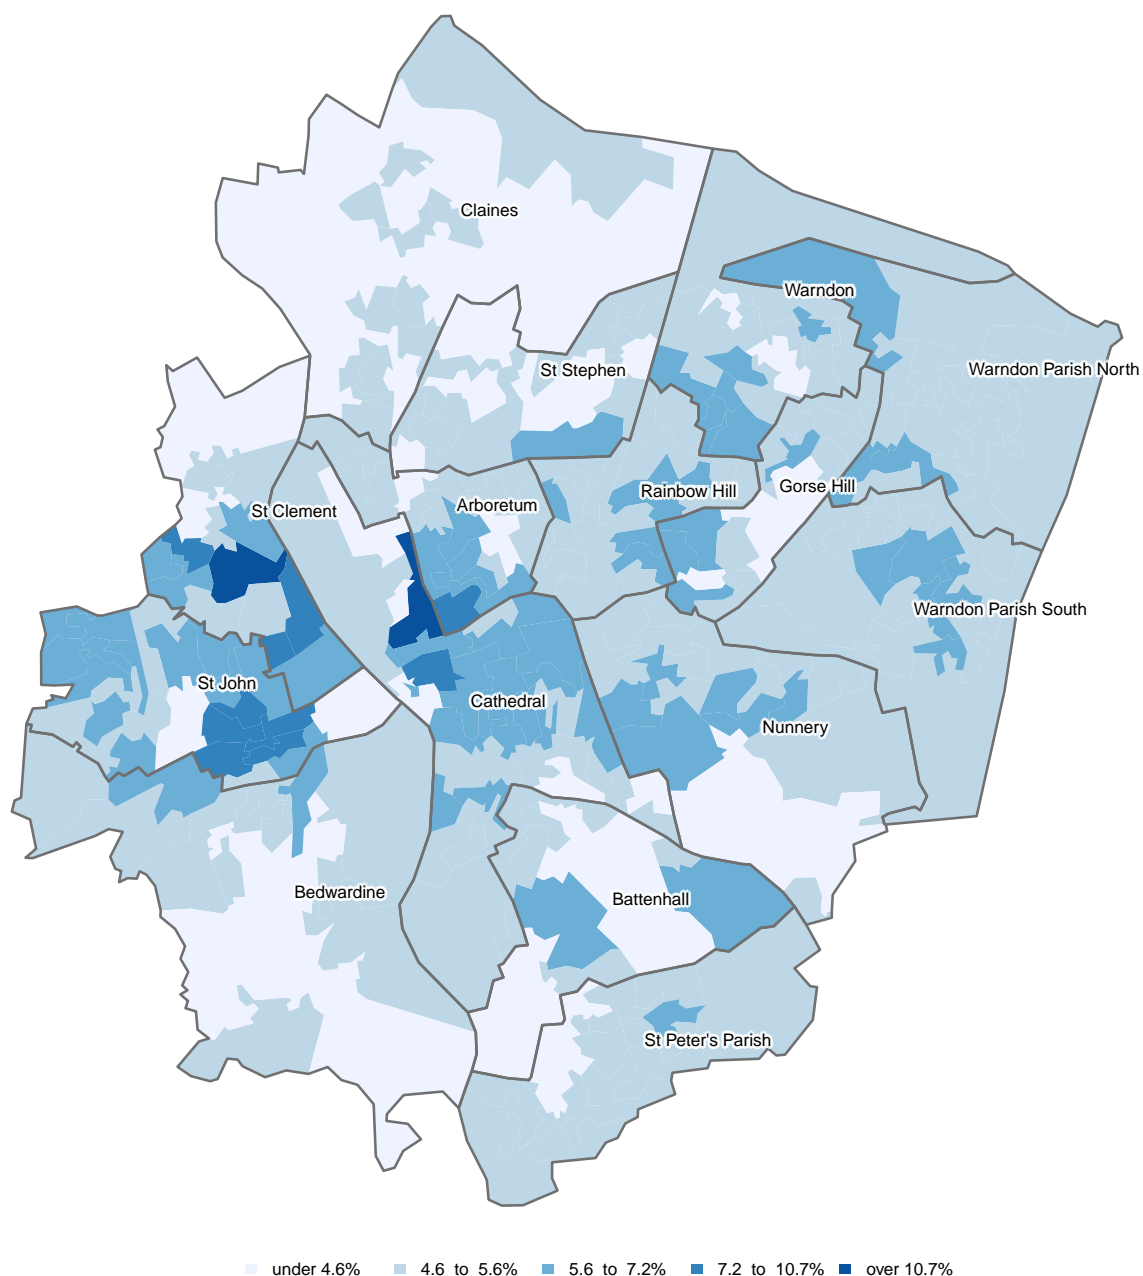 Claines
Warndon
St Stephen
Warndon Parish North
Gorse Hill
Rainbow Hill
Arboretum
St Clement
Warndon Parish South
St John
Cathedral
Nunnery
Bedwardine
Battenhall
St Peter's Parish
under 4.6% 4.6 to 5.6% 5.6 to 7.2% 7.2 to 10.7% over 10.7%